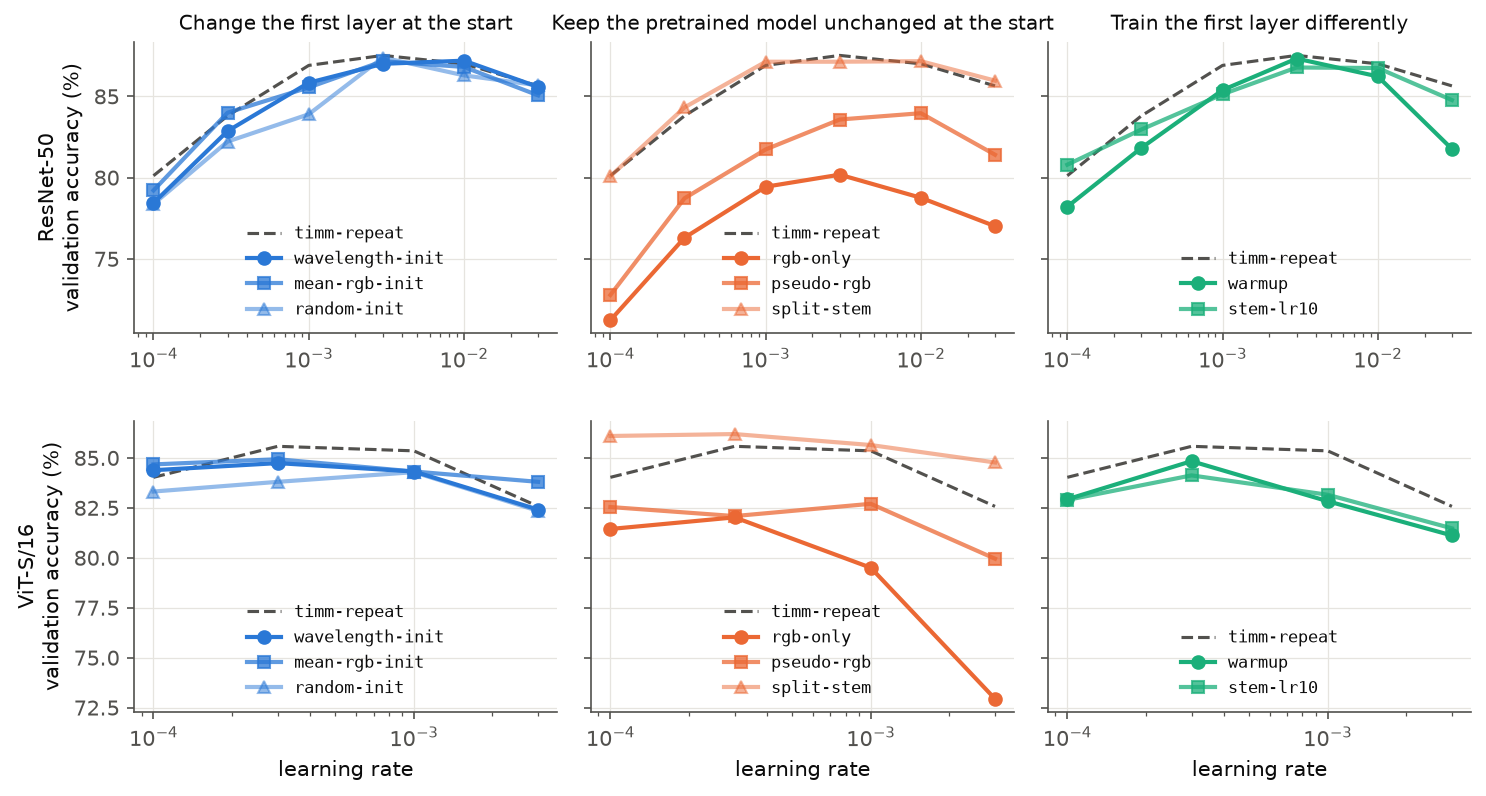 Change the first layer at the start
Keep the pretrained model unchanged at the start
Train the first layer differently
ResNet-50
validation accuracy (%)
85
80
75
timm-repeat
wavelength-init
mean-rgb-init
random-init
timm-repeat
rgb-only
pseudo-rgb
split-stem
timm-repeat
warmup
stem-lr10
10⁻⁴
10⁻³
10⁻²
10⁻⁴
10⁻³
10⁻²
10⁻⁴
10⁻³
10⁻²
ViT-S/16
validation accuracy (%)
85.0
82.5
80.0
77.5
75.0
72.5
timm-repeat
wavelength-init
mean-rgb-init
random-init
timm-repeat
rgb-only
pseudo-rgb
split-stem
timm-repeat
warmup
stem-lr10
10⁻⁴
10⁻³
10⁻⁴
10⁻³
10⁻⁴
10⁻³
learning rate
learning rate
learning rate